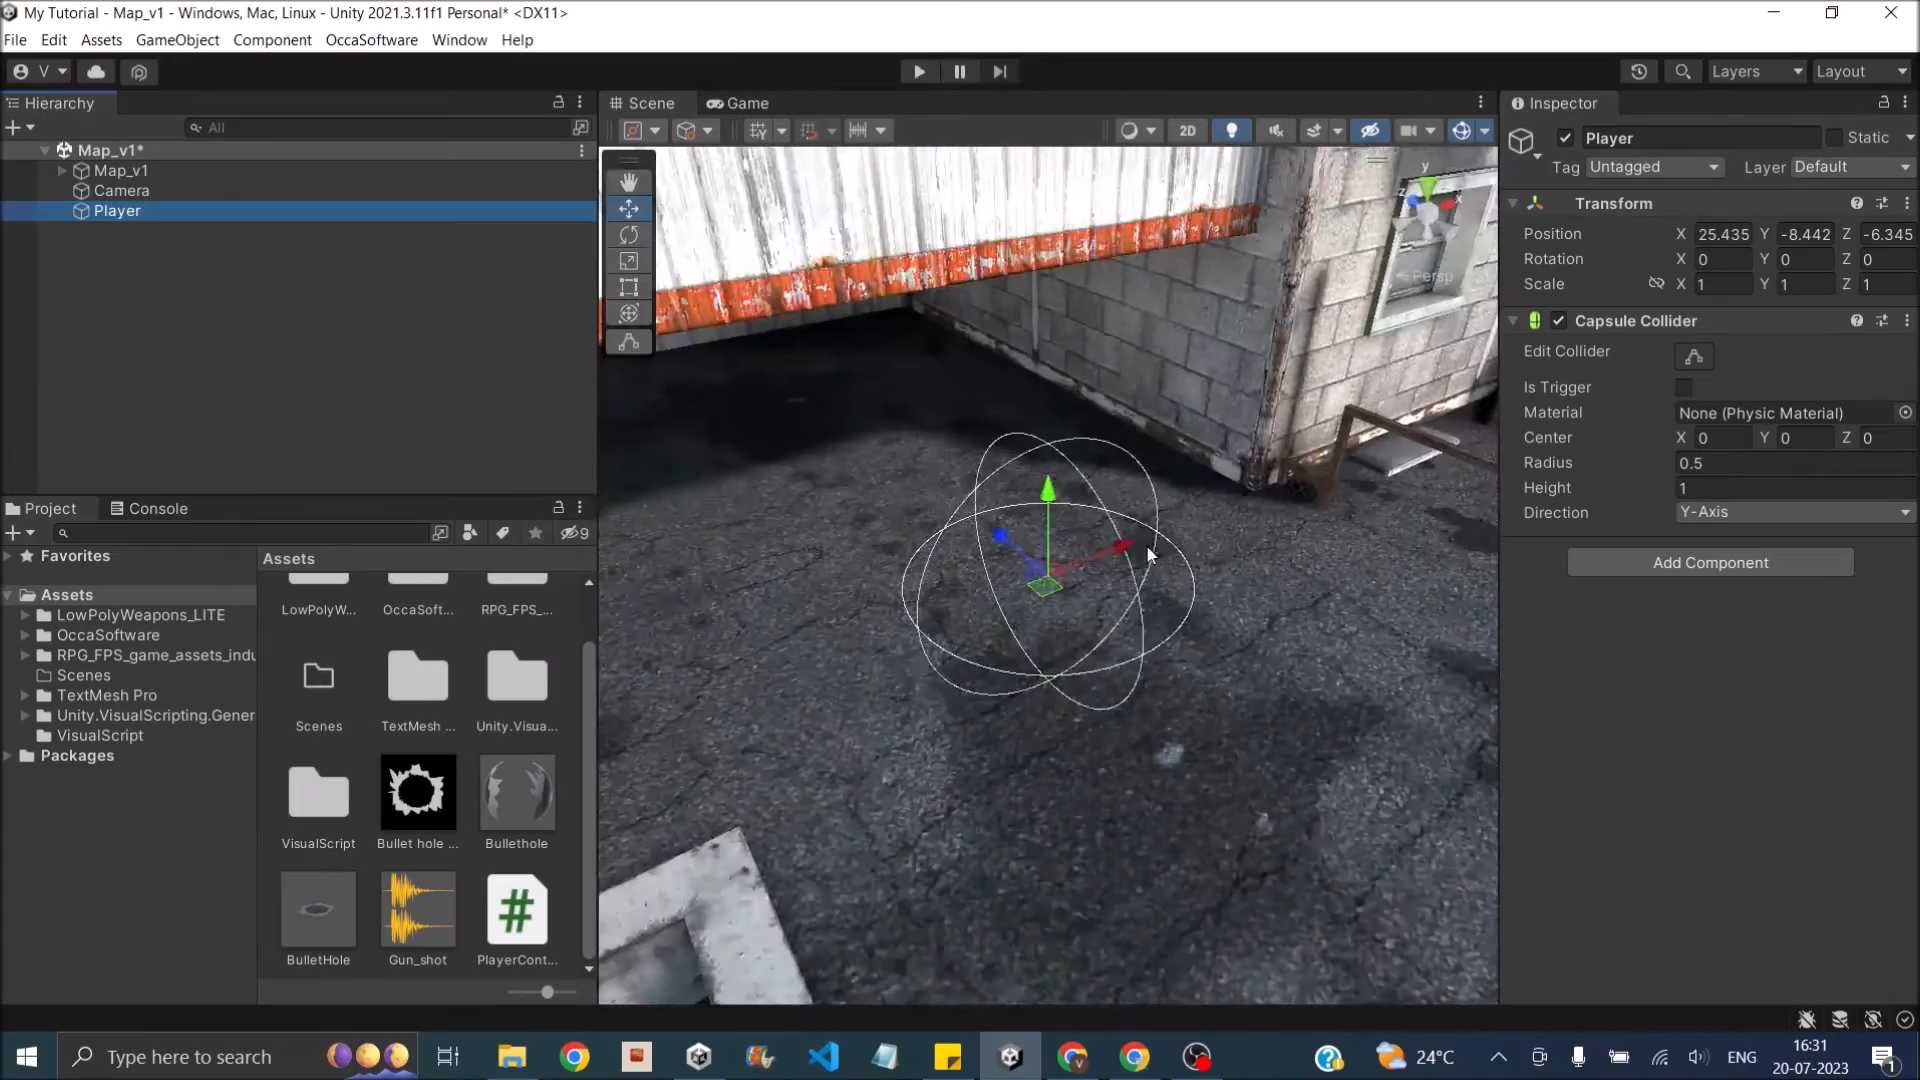 My Tutorial - Map_v1 - Windows, Mac, Linux - Unity 2021.3.11f1 Personal* <DX11>
File Edit Assets GameObject Component OccaSoftware Window Help
V Layers Layout
Hierarchy
All
Map_v1*
Map_v1
Camera
Player
Scene Game
2D
y
x
z
Persp
Inspector
Player Static
Tag Untagged Layer Default
Transform
Position X 25.435 Y -8.442 Z -6.345
Rotation X 0 Y 0 Z 0
Scale X 1 Y 1 Z 1
Capsule Collider
Edit Collider
Is Trigger
Material None (Physic Material)
Center X 0 Y 0 Z 0
Radius 0.5
Height 1
Direction Y-Axis
Add Component
Project Console
9
Favorites
Assets
LowPolyWeapons_LITE
OccaSoftware
RPG_FPS_game_assets_indu
Scenes
TextMesh Pro
Unity.VisualScripting.Gener
VisualScript
Packages
Assets
LowPolyW... OccaSoft... RPG_FPS_...
Scenes TextMesh ... Unity.Visua...
VisualScript Bullet hole ... Bullethole
#
BulletHole Gun_shot PlayerCont...
Type here to search
24°C ENG
16:31
20-07-2023
1